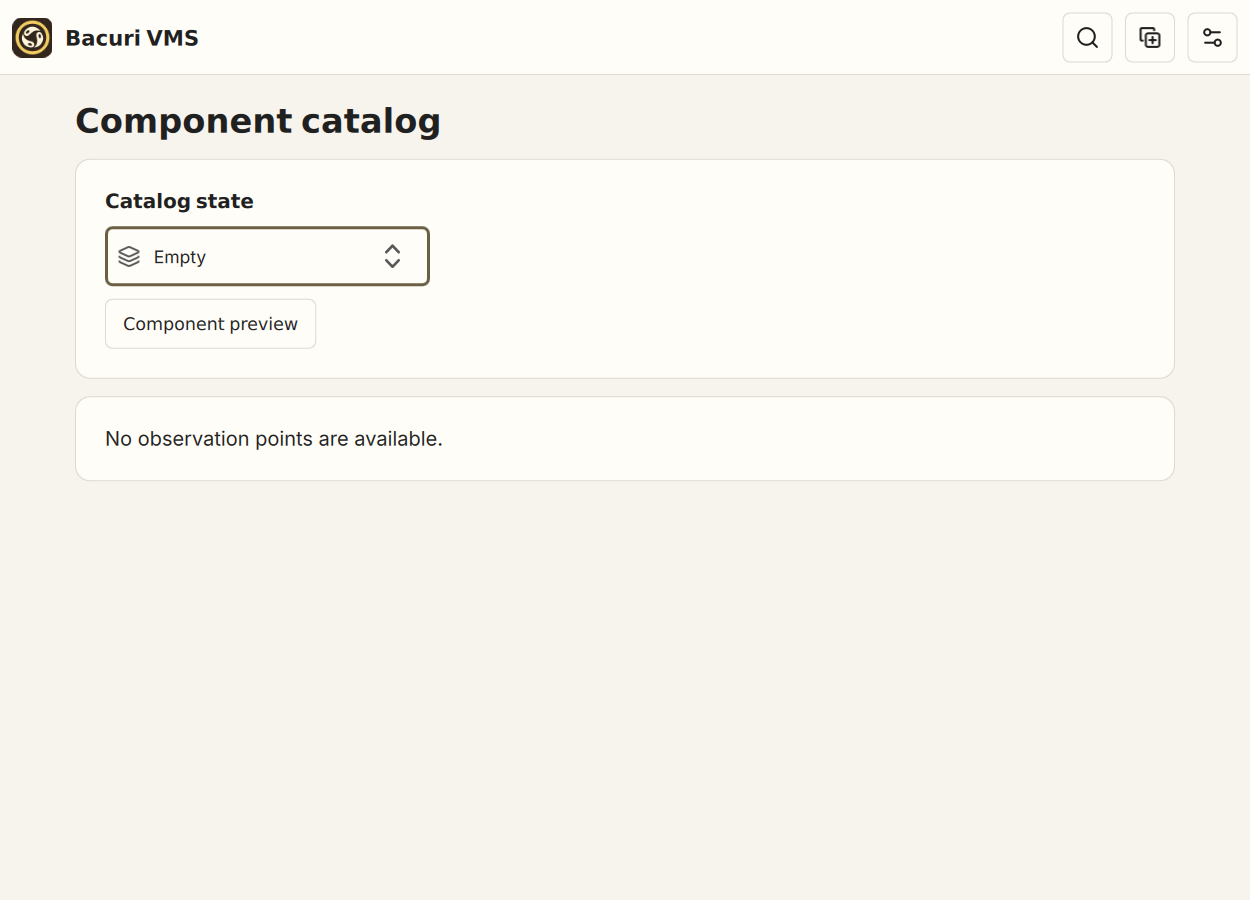 Bacuri VMS
Component catalog
Catalog state
Empty
Component preview
No observation points are available.